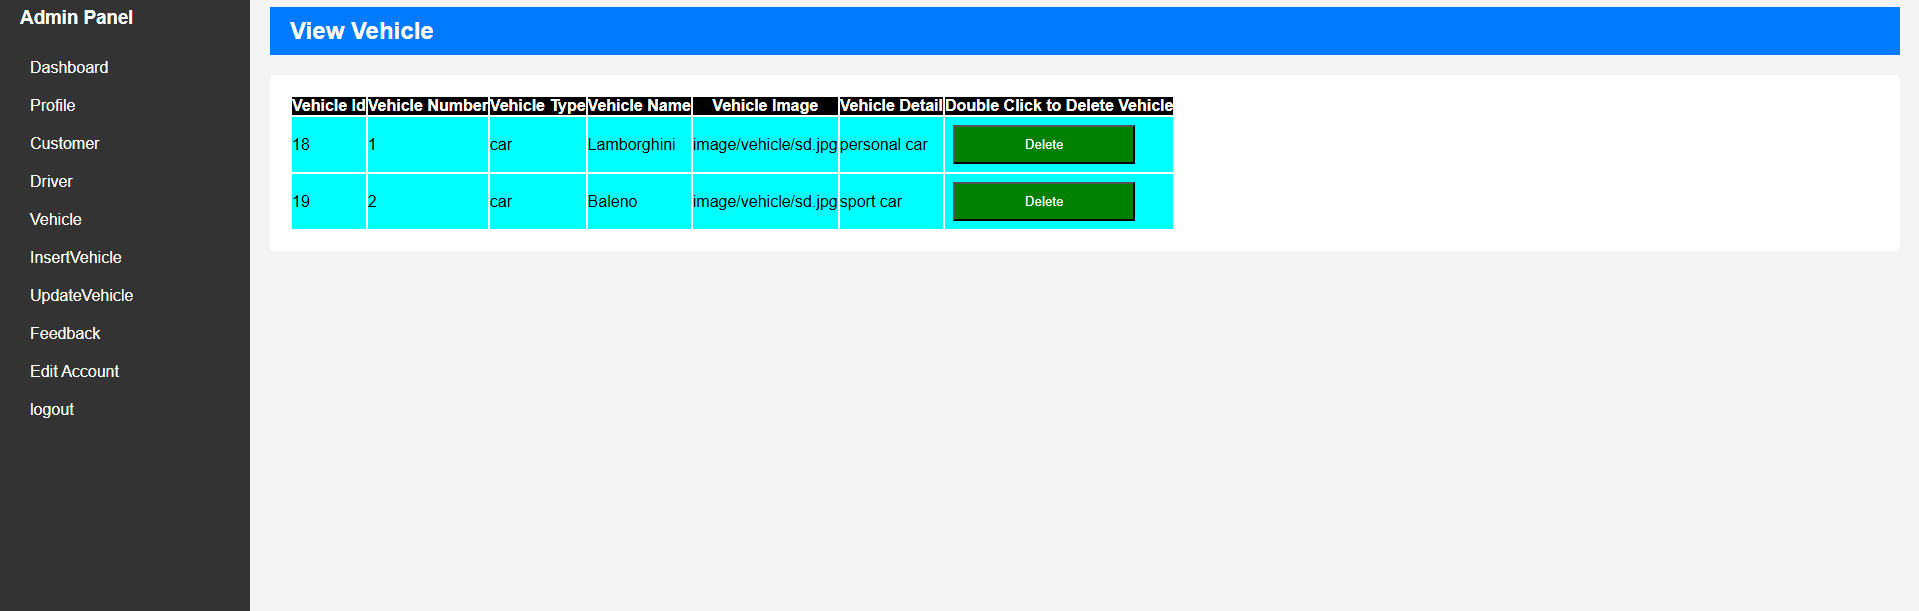 Admin Panel
Dashboard
Profile
Customer
Driver
Vehicle
InsertVehicle
UpdateVehicle
Feedback
Edit Account
logout
View Vehicle
Vehicle Id Vehicle Number Vehicle Type Vehicle Name Vehicle Image Vehicle Detail Double Click to Delete Vehicle
18 1 car Lamborghini image/vehicle/sd.jpg personal car Delete
19 2 car Baleno image/vehicle/sd.jpg sport car Delete